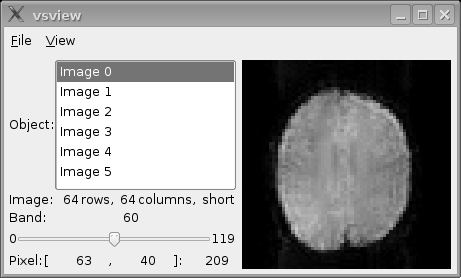 vsview
File View
Image 0
Image 1
Image 2
Object: Image 3
Image 4
Image 5
Image: 64 rows, 64 columns, short
Band: 60
0 119
Pixel:[ 63 , 40 ]: 209